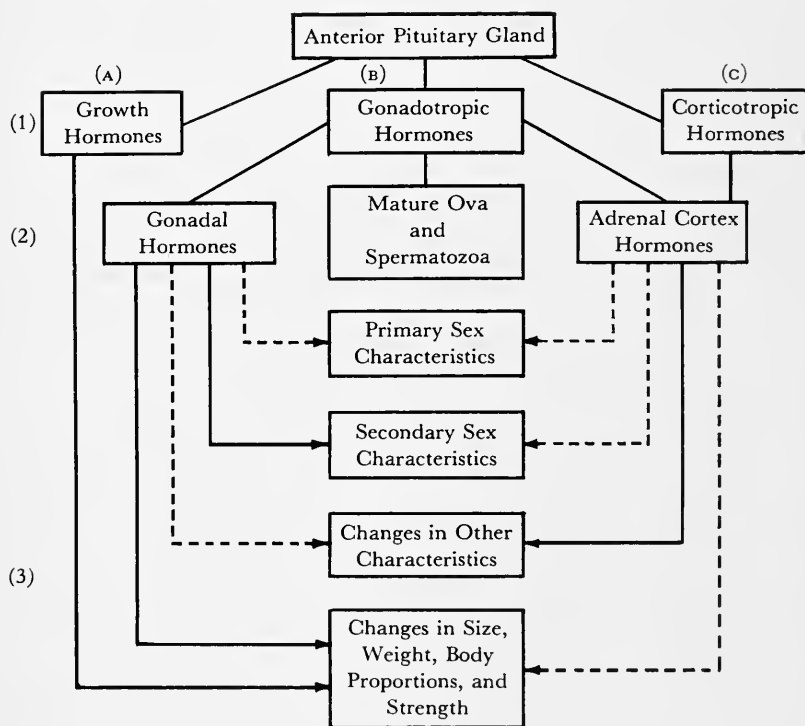 Anterior Pituitary Gland
(A)
(B)
(C)
(1)
Growth
Hormones
Gonadotropic
Hormones
Corticotropic
Hormones
(2)
Gonadal
Hormones
Mature Ova
and
Spermatozoa
Adrenal Cortex
Hormones
Primary Sex
Characteristics
Secondary Sex
Characteristics
Changes in Other
Characteristics
(3)
Changes in Size,
Weight, Body
Proportions, and
Strength